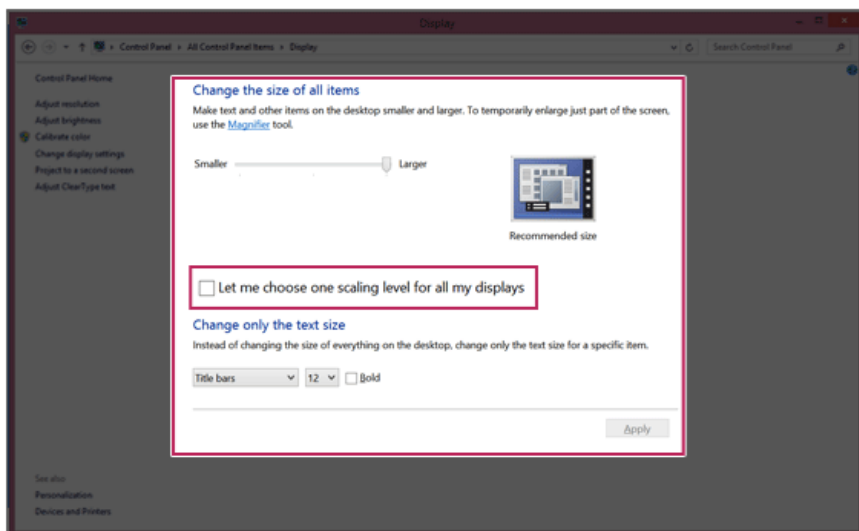 Display
Control Panel › All Control Panel Items › Display
Search Control Panel
Control Panel Home
Adjust resolution
Adjust brightness
Calibrate color
Change display settings
Project to a second screen
Adjust ClearType text
Change the size of all items
Make text and other items on the desktop smaller and larger. To temporarily enlarge just part of the screen,
use the Magnifier tool.
Smaller Larger
Recommended size
Let me choose one scaling level for all my displays
Change only the text size
Instead of changing the size of everything on the desktop, change only the text size for a specific item.
Title bars 12 Bold
Apply
See also
Personalization
Devices and Printers